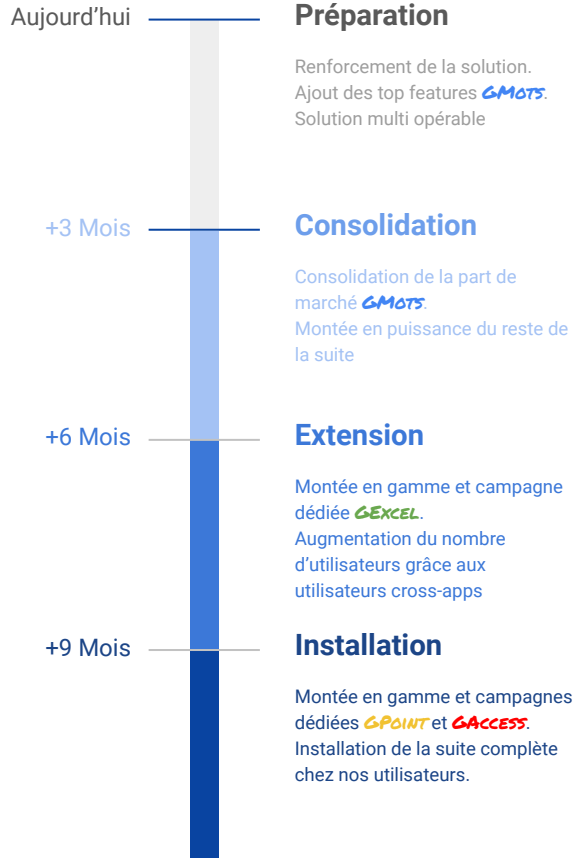 Aujourd'hui
Préparation
Renforcement de la solution.
Ajout des top features GMots.
Solution multi opérable
+3 Mois
Consolidation
Consolidation de la part de
marché GMots.
Montée en puissance du reste de
la suite
+6 Mois
Extension
Montée en gamme et campagne
dédiée GExcel.
Augmentation du nombre
d'utilisateurs grâce aux
utilisateurs cross-apps
+9 Mois
Installation
Montée en gamme et campagnes
dédiées GPoint et GAccess.
Installation de la suite complète
chez nos utilisateurs.